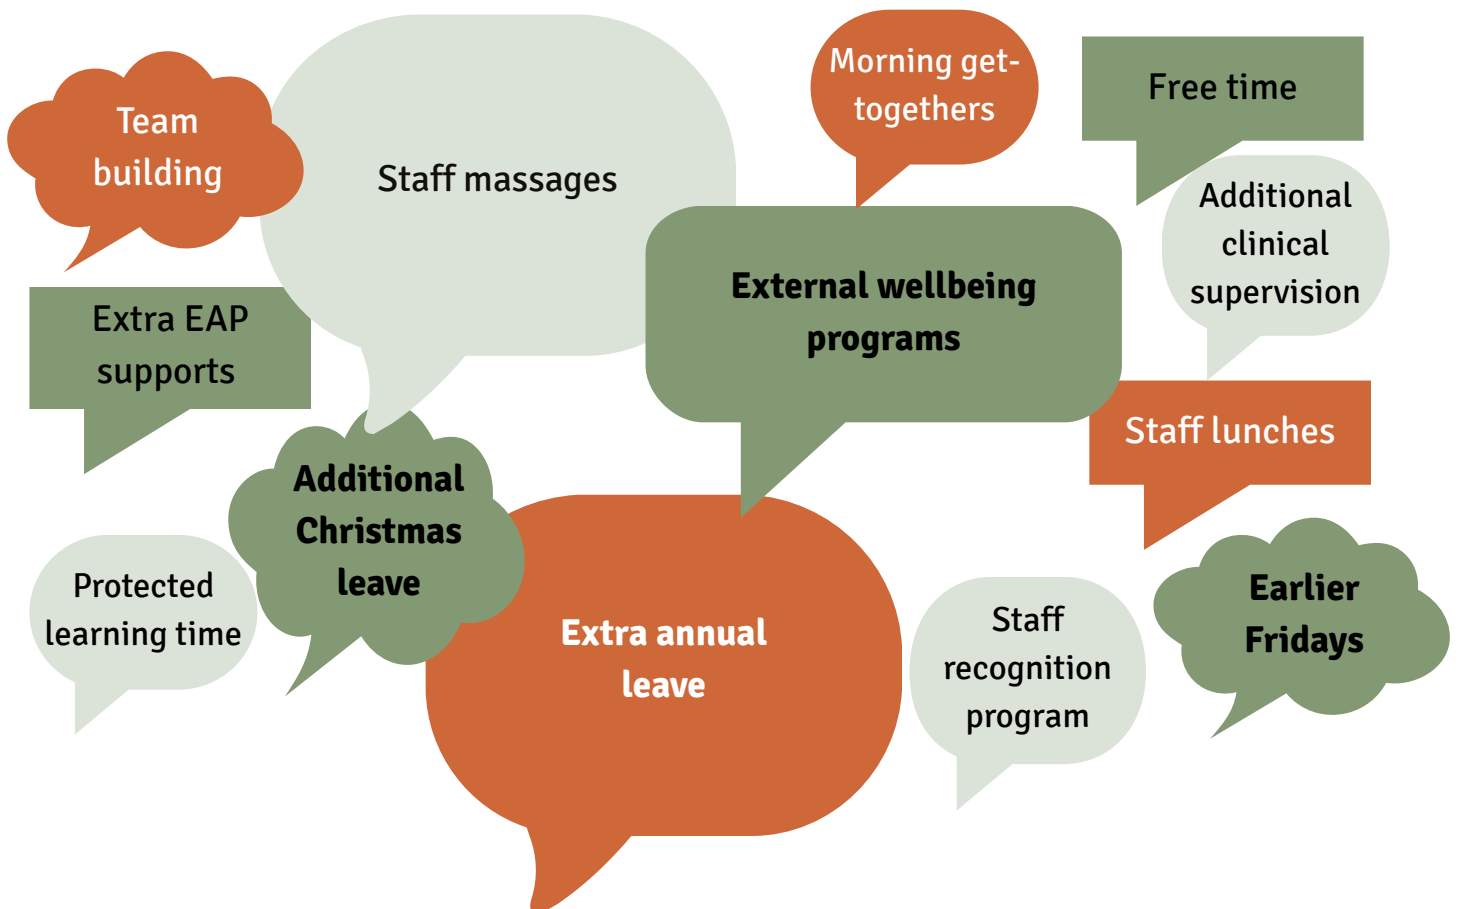 Team
building
Staff massages
Morning get-
togethers
Free time
Additional
clinical
supervision
External wellbeing
programs
Extra EAP
supports
Staff lunches
Additional
Christmas
leave
Protected
learning time
Extra annual
leave
Staff
recognition
program
Earlier
Fridays